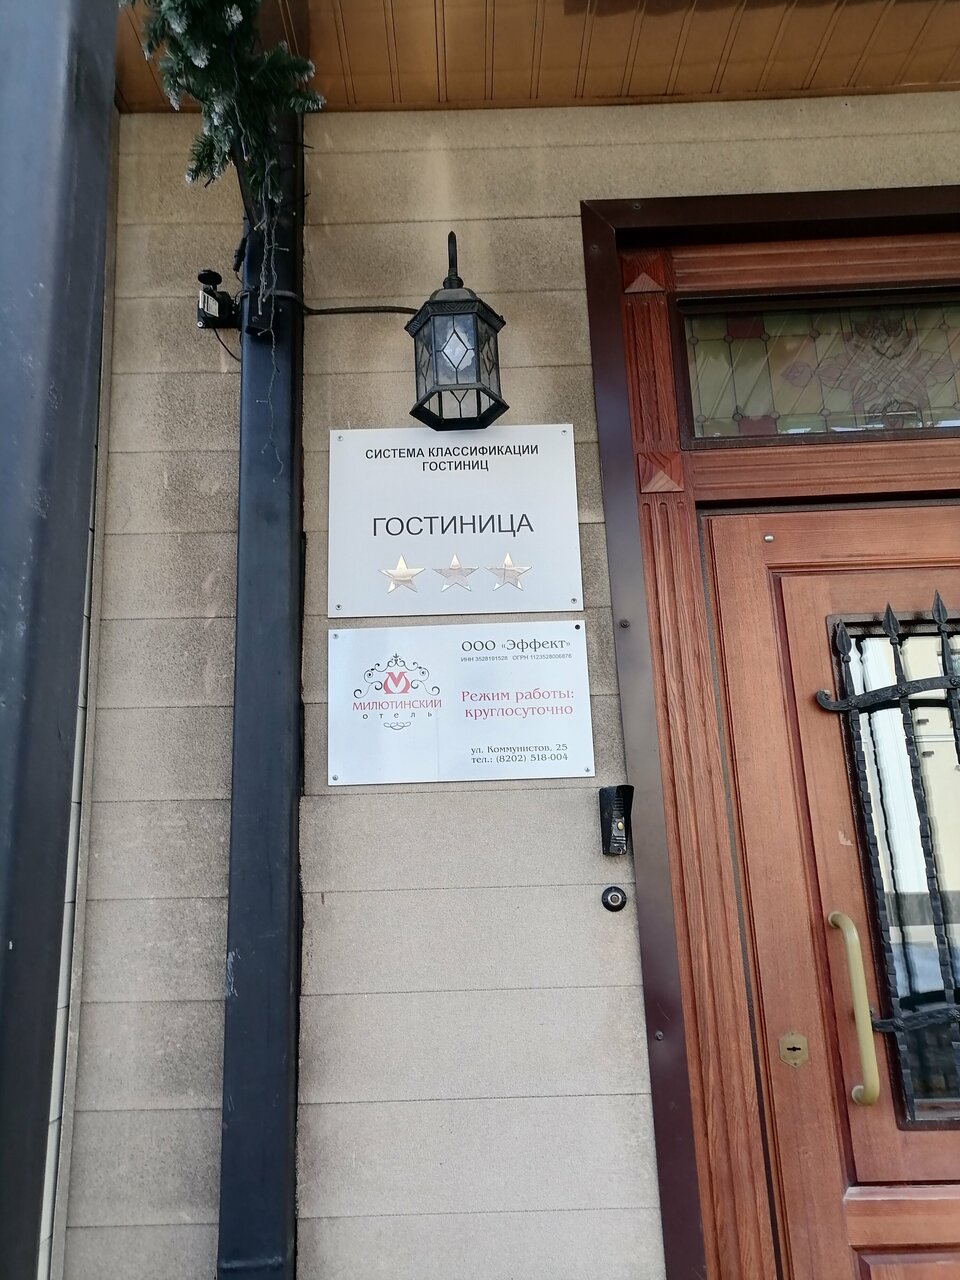 СИСТЕМА КЛАССИФИКАЦИИ
ГОСТИНИЦ
ГОСТИНИЦА
ООО «Эффект»
ИНН 3528191528 ОГРН 1123528006876
М
МИЛЮТИНСКИЙ
отель
Режим работы:
круглосуточно
ул. Коммунистов, 25
тел.: (8202) 518-004